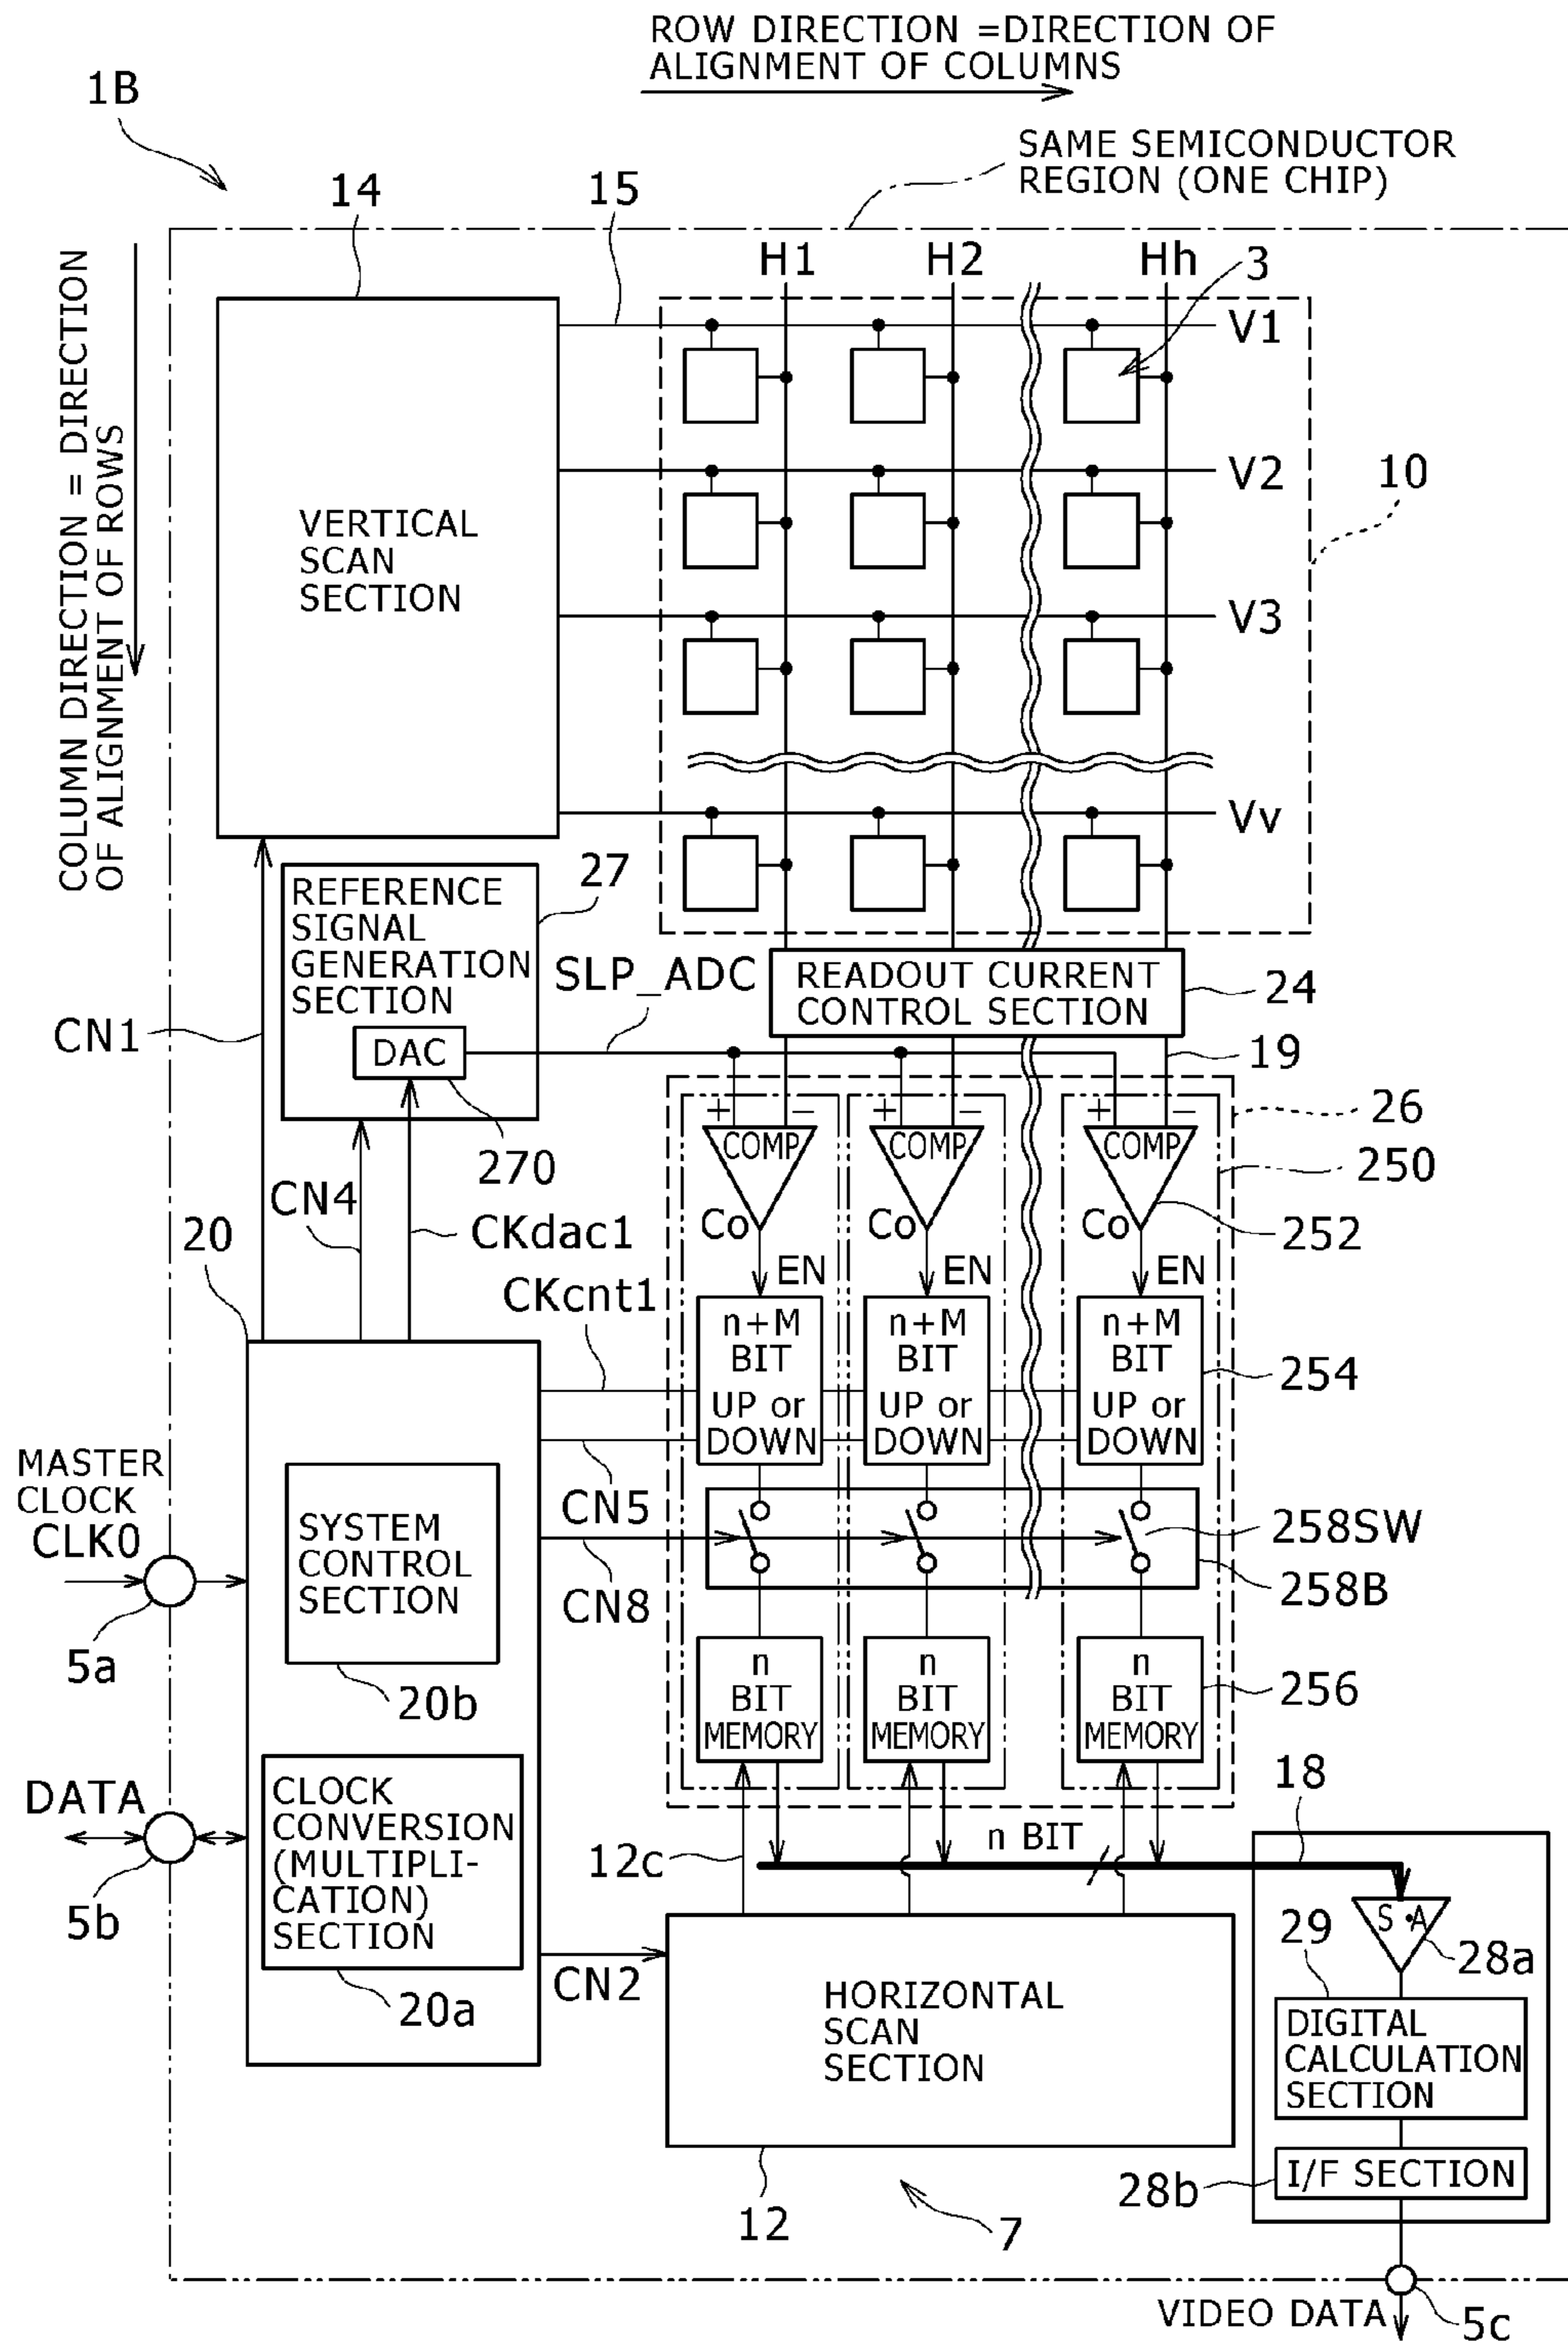 ROW DIRECTION =DIRECTION OF
ALIGNMENT OF COLUMNS
1B
SAME SEMICONDUCTOR
REGION (ONE CHIP)
14
15
H1
H2
Hh
3
COLUMN DIRECTION = DIRECTION
OF ALIGNMENT OF ROWS
V1
VERTICAL
SCAN
SECTION
V2
10
V3
Vv
REFERENCE
SIGNAL
GENERATION
SECTION
27
SLP_ADC
READOUT CURRENT
CONTROL SECTION
24
CN1
DAC
19
26
+
−
+
−
+
−
COMP
COMP
COMP
250
270
CN4
CKdac1
Co
Co
Co
252
20
EN
EN
EN
CKcnt1
n+M
BIT
UP or
DOWN
n+M
BIT
UP or
DOWN
n+M
BIT
UP or
DOWN
254
MASTER
CLOCK
CLK0
SYSTEM
CONTROL
SECTION
CN5
258SW
258B
CN8
5a
20b
n
BIT
MEMORY
n
BIT
MEMORY
n
BIT
MEMORY
256
DATA
CLOCK
CONVERSION
(MULTIPLI-
CATION)
SECTION
18
n BIT
12c
5b
S•A
28a
29
20a
CN2
HORIZONTAL
SCAN
SECTION
DIGITAL
CALCULATION
SECTION
I/F SECTION
28b
12
7
VIDEO DATA
5c